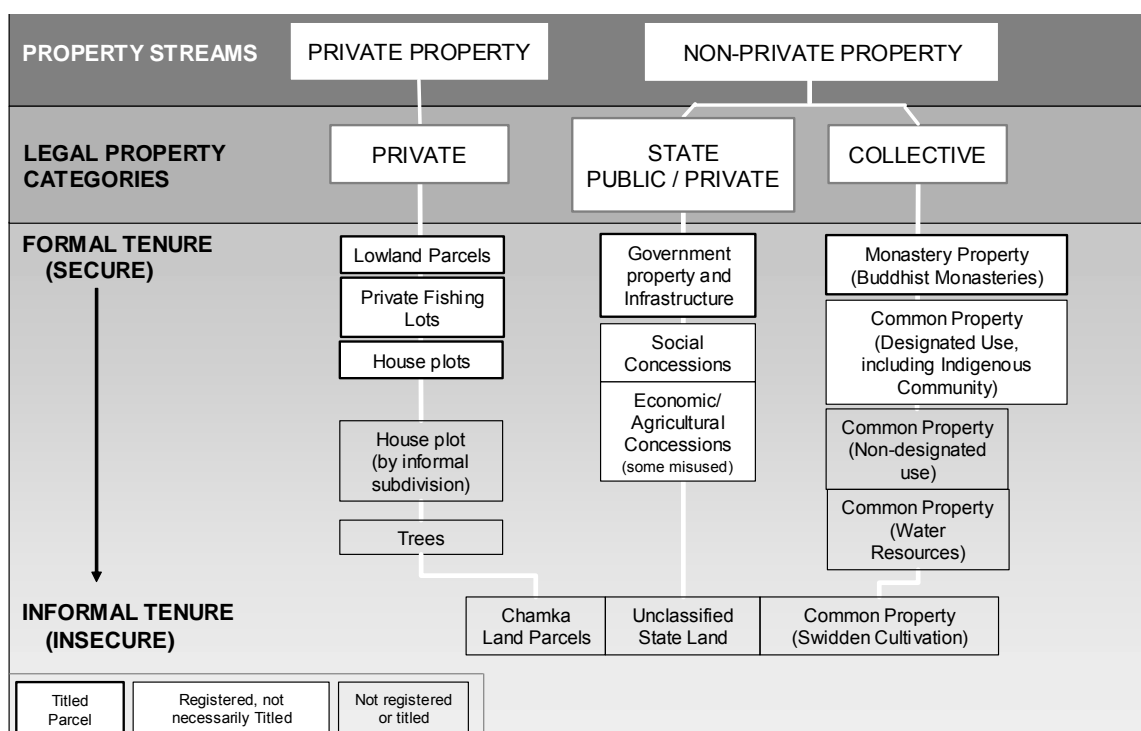 PROPERTY STREAMS
PRIVATE PROPERTY
NON-PRIVATE PROPERTY
LEGAL PROPERTY
CATEGORIES
PRIVATE
STATE
PUBLIC / PRIVATE
COLLECTIVE
FORMAL TENURE
(SECURE)
Lowland Parcels
Private Fishing
Lots
House plots
House plot
(by informal
subdivision)
Trees
Government
property and
Infrastructure
Social
Concessions
Economic/
Agricultural
Concessions
(some misused)
Monastery Property
(Buddhist Monasteries)
Common Property
(Designated Use,
including Indigenous
Community)
Common Property
(Non-designated
use)
Common Property
(Water
Resources)
INFORMAL TENURE
(INSECURE)
Chamka
Land Parcels
Unclassified
State Land
Common Property
(Swidden Cultivation)
Titled
Parcel
Registered, not
necessarily Titled
Not registered
or titled